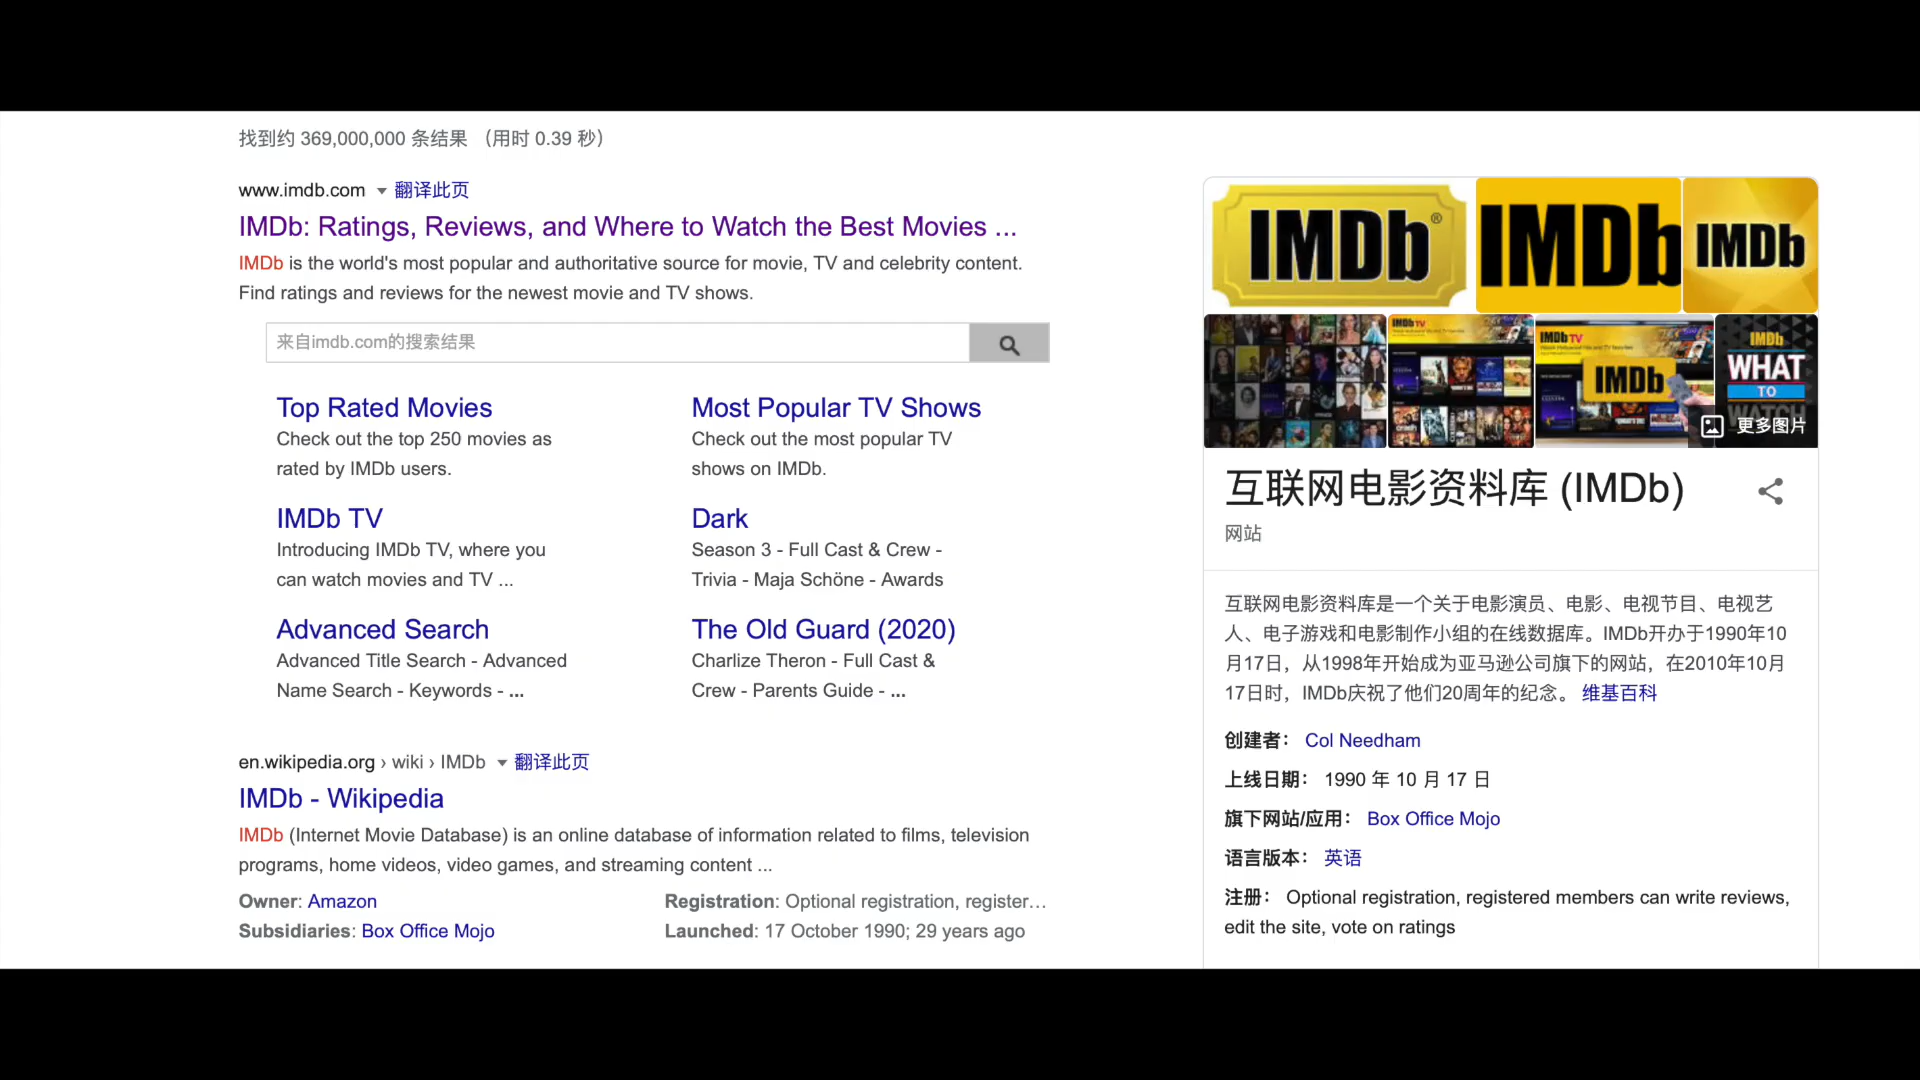 找到约 369,000,000 条结果 （用时 0.39 秒）
www.imdb.com 翻译此页
IMDb: Ratings, Reviews, and Where to Watch the Best Movies ...
IMDb is the world's most popular and authoritative source for movie, TV and celebrity content.
Find ratings and reviews for the newest movie and TV shows.
来自imdb.com的搜索结果
Top Rated Movies
Check out the top 250 movies as
rated by IMDb users.
Most Popular TV Shows
Check out the most popular TV
shows on IMDb.
IMDb TV
Introducing IMDb TV, where you
can watch movies and TV ...
Dark
Season 3 - Full Cast & Crew -
Trivia - Maja Schöne - Awards
Advanced Search
Advanced Title Search - Advanced
Name Search - Keywords - ...
The Old Guard (2020)
Charlize Theron - Full Cast &
Crew - Parents Guide - ...
en.wikipedia.org › wiki › IMDb 翻译此页
IMDb - Wikipedia
IMDb (Internet Movie Database) is an online database of information related to films, television
programs, home videos, video games, and streaming content ...
Owner: Amazon
Registration: Optional registration, register...
Subsidiaries: Box Office Mojo
Launched: 17 October 1990; 29 years ago
IMDb®
IMDb
IMDb
IMDb TV
IMDb TV
IMDb
IMDb
WHAT
TO
WATCH
更多图片
互联网电影资料库 (IMDb)
网站
互联网电影资料库是一个关于电影演员、电影、电视节目、电视艺
人、电子游戏和电影制作小组的在线数据库。IMDb开办于1990年10
月17日，从1998年开始成为亚马逊公司旗下的网站，在2010年10月
17日时，IMDb庆祝了他们20周年的纪念。 维基百科
创建者： Col Needham
上线日期： 1990 年 10 月 17 日
旗下网站/应用： Box Office Mojo
语言版本： 英语
注册： Optional registration, registered members can write reviews,
edit the site, vote on ratings